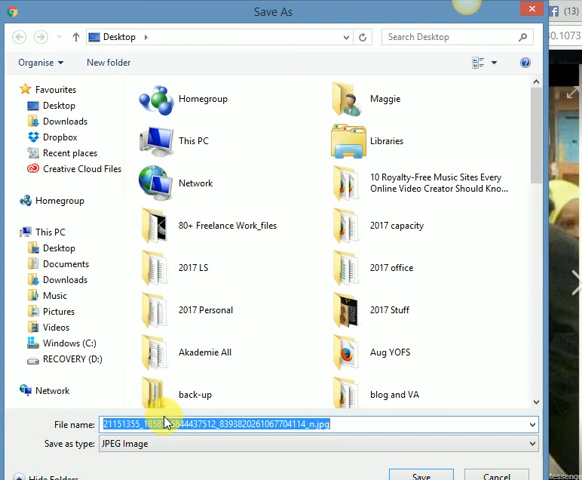 Save As
(13)
Desktop
Search Desktop
30.1073
Organise
New folder
Favourites
Desktop
Downloads
Dropbox
Recent places
Creative Cloud Files
Homegroup
This PC
Desktop
Documents
Downloads
Music
Pictures
Videos
Windows (C:)
RECOVERY (D:)
Network
Homegroup
Maggie
This PC
Libraries
Network
10 Royalty-Free Music Sites Every
Online Video Creator Should Kno...
80+ Freelance Work_files
2017 capacity
2017 LS
2017 office
2017 Personal
2017 Stuff
Akademie All
Aug YOFS
back-up
blog and VA
File name:
Save as type: JPEG Image
Hide Folders
Save
Cancel